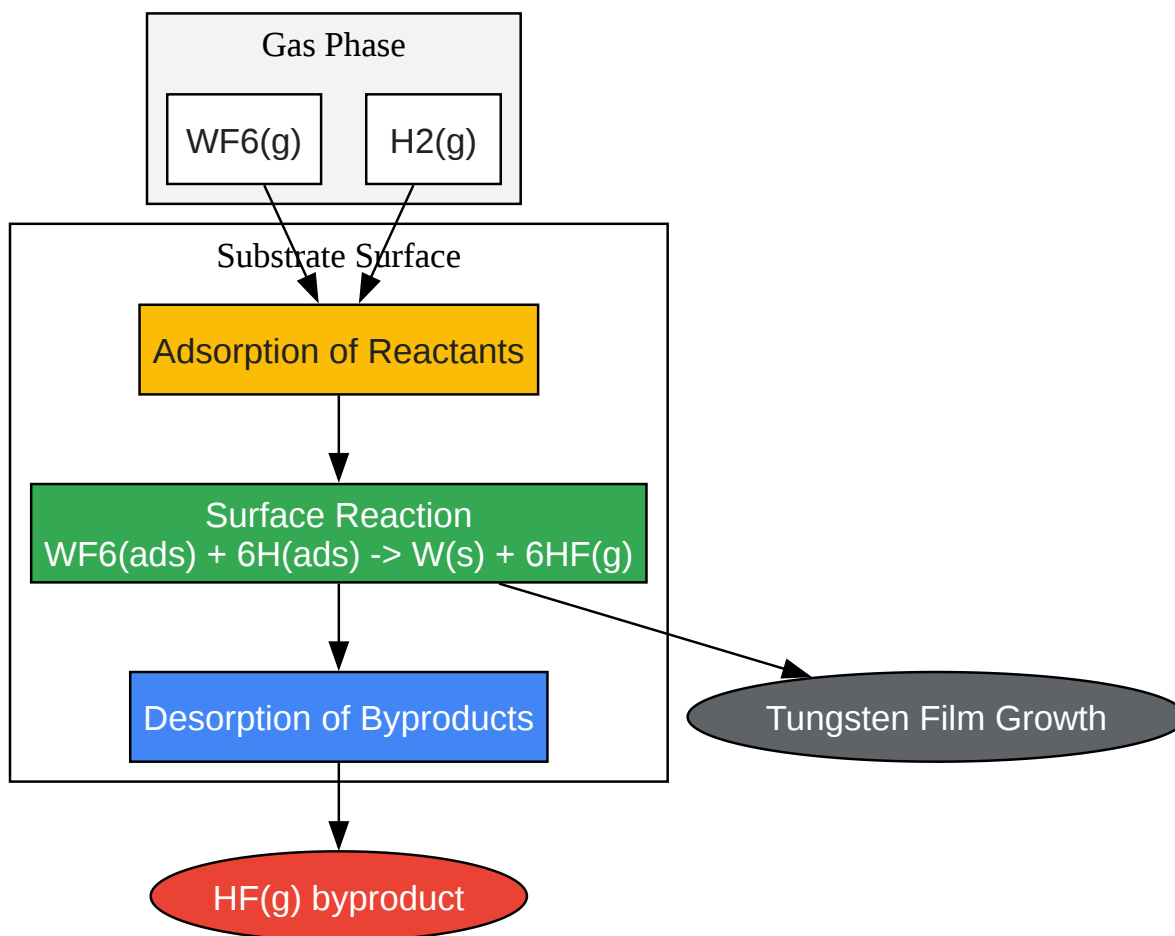 Gas Phase
WF6(g)
H2(g)
Substrate Surface
Adsorption of Reactants
Surface Reaction
WF6(ads) + 6H(ads) -> W(s) + 6HF(g)
Desorption of Byproducts
Tungsten Film Growth
HF(g) byproduct